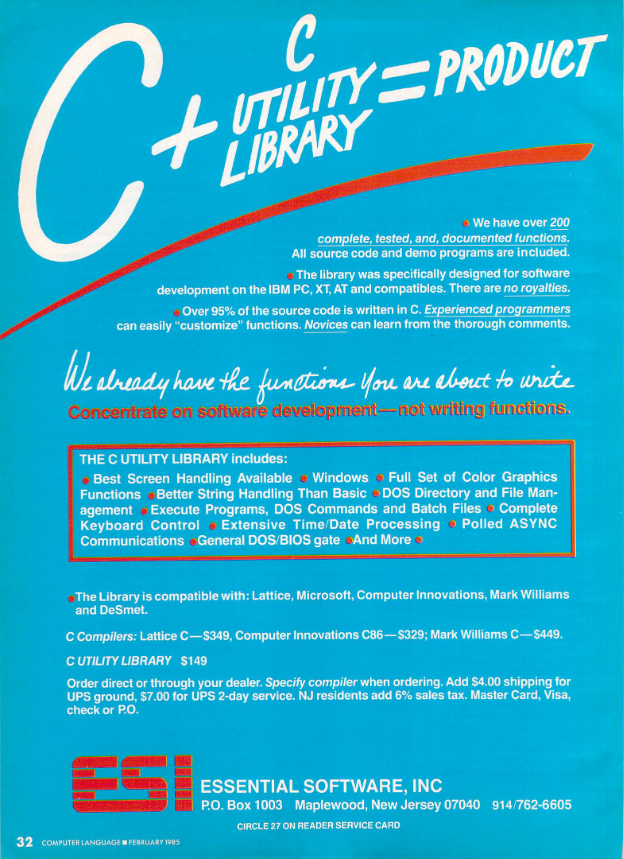 C + C UTILITY LIBRARY = PRODUCT
• We have over 200
complete, tested, and, documented functions.
All source code and demo programs are included.
• The library was specifically designed for software
development on the IBM PC, XT, AT and compatibles. There are no royalties.
• Over 95% of the source code is written in C. Experienced programmers
can easily "customize" functions. Novices can learn from the thorough comments.
We already have the functions you are about to write
Concentrate on software development—not writing functions.
THE C UTILITY LIBRARY includes:
• Best Screen Handling Available • Windows • Full Set of Color Graphics
Functions • Better String Handling Than Basic • DOS Directory and File Man-
agement • Execute Programs, DOS Commands and Batch Files • Complete
Keyboard Control • Extensive Time/Date Processing • Polled ASYNC
Communications • General DOS/BIOS gate • And More •
• The Library is compatible with: Lattice, Microsoft, Computer Innovations, Mark Williams
and DeSmet.
C Compilers: Lattice C—$349, Computer Innovations C86—$329; Mark Williams C—$449.
C UTILITY LIBRARY $149
Order direct or through your dealer. Specify compiler when ordering. Add $4.00 shipping for
UPS ground, $7.00 for UPS 2-day service. NJ residents add 6% sales tax. Master Card, Visa,
check or P.O.
ESI
ESSENTIAL SOFTWARE, INC
P.O. Box 1003 Maplewood, New Jersey 07040 914/762-6605
CIRCLE 27 ON READER SERVICE CARD
32 COMPUTER LANGUAGE ■ FEBRUARY 1985